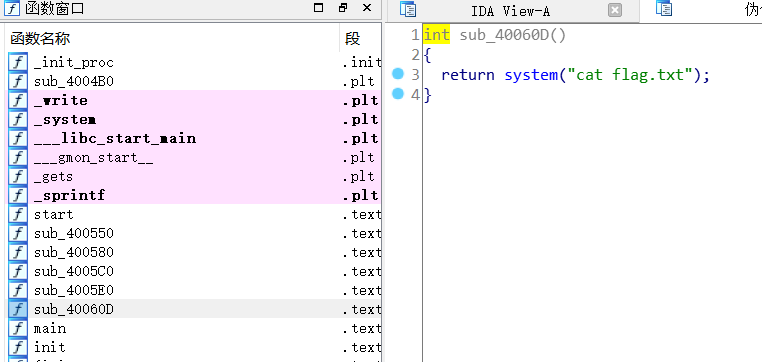 函数窗口
函数名称 段
_init_proc .init
sub_4004B0 .plt
_write .plt
_system .plt
___libc_start_main .plt
___gmon_start__ .plt
_gets .plt
_sprintf .plt
start .text
sub_400550 .text
sub_400580 .text
sub_4005C0 .text
sub_4005E0 .text
sub_40060D .text
main .text
init .text
IDA View-A 伪
1 int sub_40060D()
2 {
3 return system("cat flag.txt");
4 }